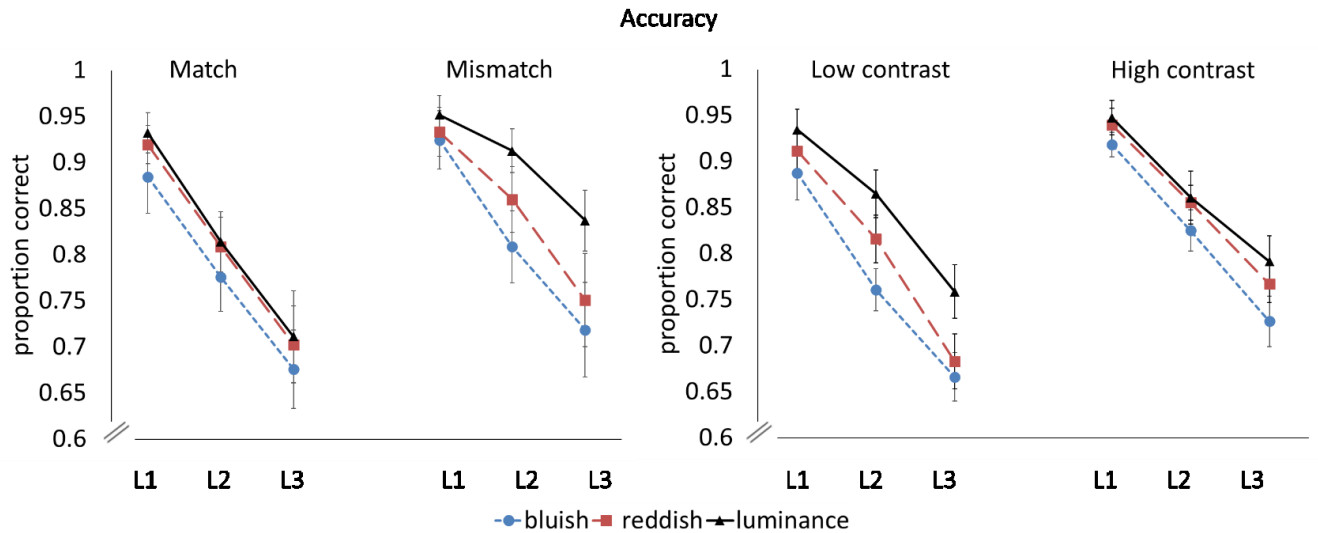 Accuracy
Match
Mismatch
proportion correct
1
0.95
0.9
0.85
0.8
0.75
0.7
0.65
0.6
L1 L2 L3
L1 L2 L3
Low contrast
High contrast
proportion correct
1
0.95
0.9
0.85
0.8
0.75
0.7
0.65
0.6
L1 L2 L3
L1 L2 L3
bluish reddish luminance